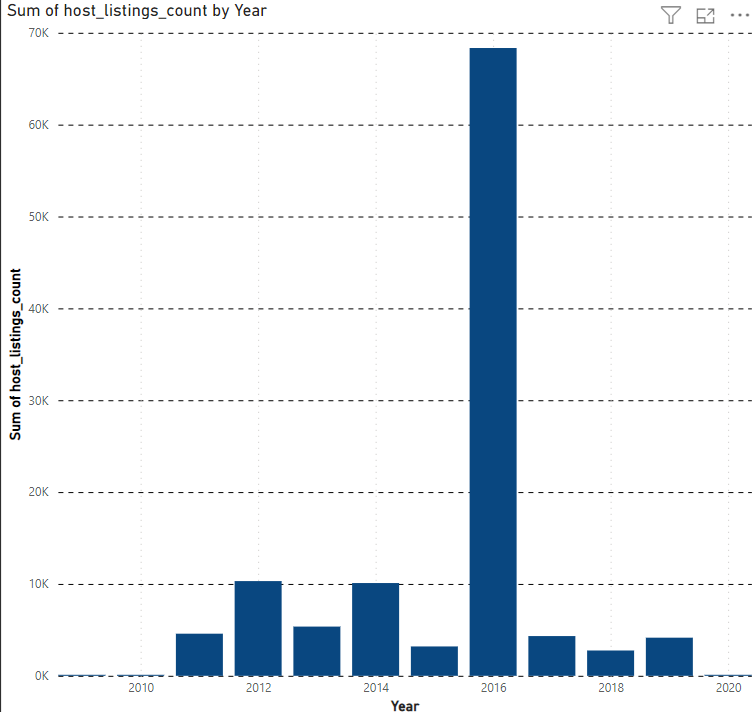 Sum of host_listings_count by Year
70K
60K
50K
40K
30K
20K
10K
0K
Sum of host_listings_count
2010 2012 2014 2016 2018 2020
Year